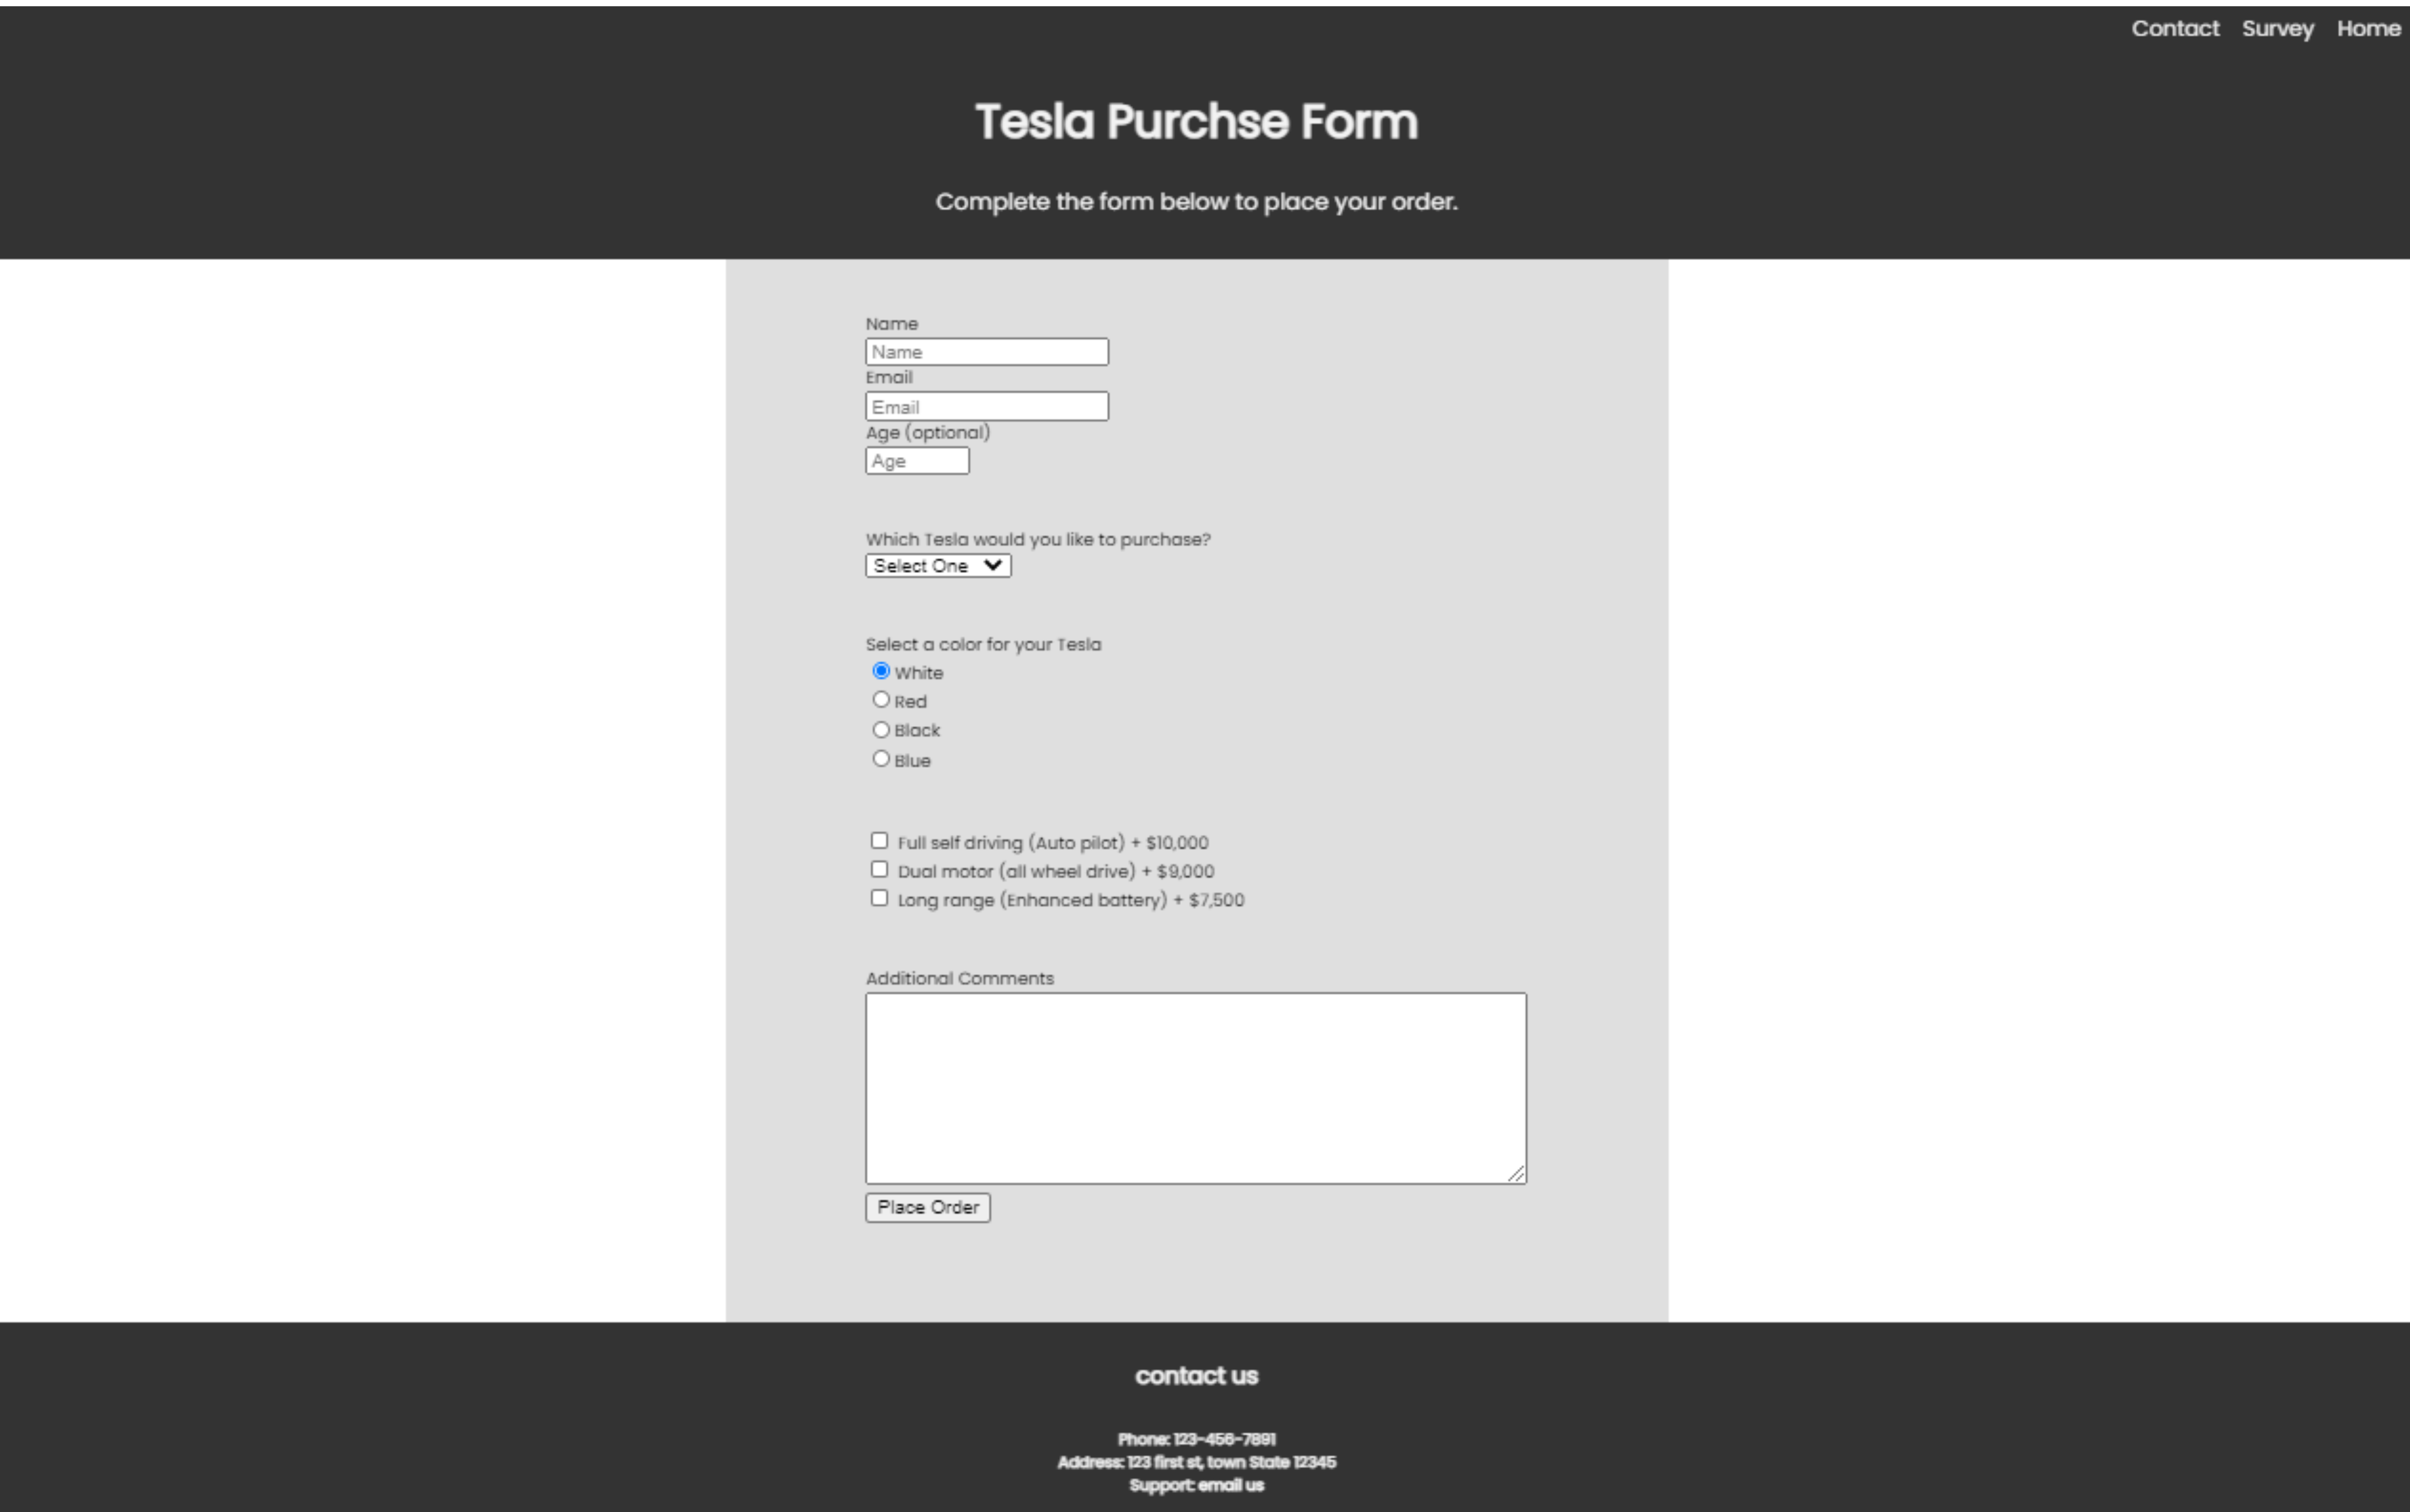 Contact Survey Home
Tesla Purchse Form
Complete the form below to place your order.
Name
Name
Email
Email
Age (optional)
Age
Which Tesla would you like to purchase?
Select One
Select a color for your Tesla
White
Red
Black
Blue
Full self driving (Auto pilot) + $10,000
Dual motor (all wheel drive) + $9,000
Long range (Enhanced battery) + $7,500
Additional Comments
Place Order
contact us
Phone: 123-456-7891
Address: 123 first st, town State 12345
Support: email us